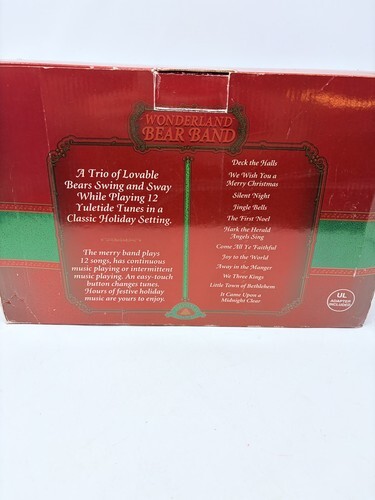 WONDERLAND
BEAR BAND
A Trio of Lovable
Bears Swing and Sway
While Playing 12
Yuletide Tunes in a
Classic Holiday Setting.
The merry band plays
12 songs, has continuous
music playing or intermittent
music playing. An easy-touch
button changes tunes.
Hours of festive holiday
music are yours to enjoy.
Deck the Halls
We Wish You a
Merry Christmas
Silent Night
Jingle Bells
The First Noel
Hark the Herald
Angels Sing
Come All Ye Faithful
Joy to the World
Away in the Manger
We Three Kings
Little Town of Bethlehem
It Came Upon a
Midnight Clear
UL
ADAPTER
INCLUDED